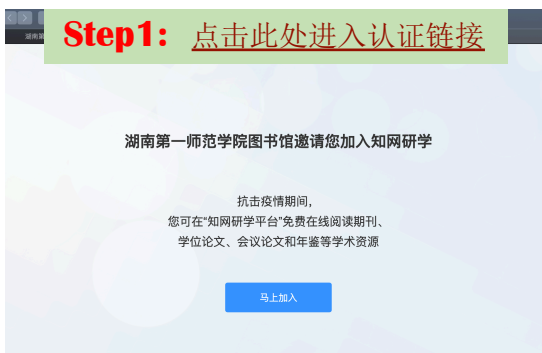 Step1: 点击此处进入认证链接
湖南第一师范学院图书馆邀请您加入知网研学
抗击疫情期间，
您可在“知网研学平台”免费在线阅读期刊、
学位论文、会议论文和年鉴等学术资源
马上加入